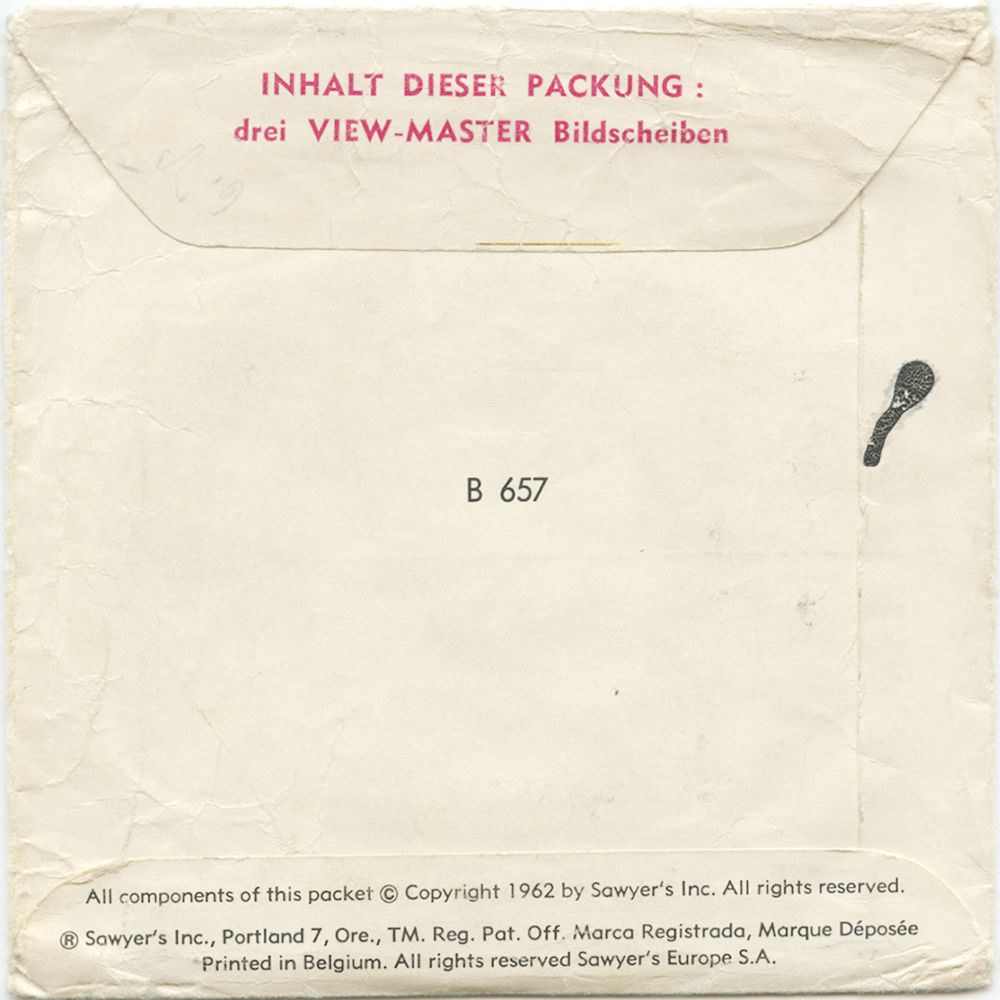 INHALT DIESER PACKUNG :
drei VIEW-MASTER Bildscheiben
B 657
All components of this packet © Copyright 1962 by Sawyer's Inc. All rights reserved.
® Sawyer's Inc., Portland 7, Ore., TM. Reg. Pat. Off. Marca Registrada, Marque Déposée
Printed in Belgium. All rights reserved Sawyer's Europe S.A.